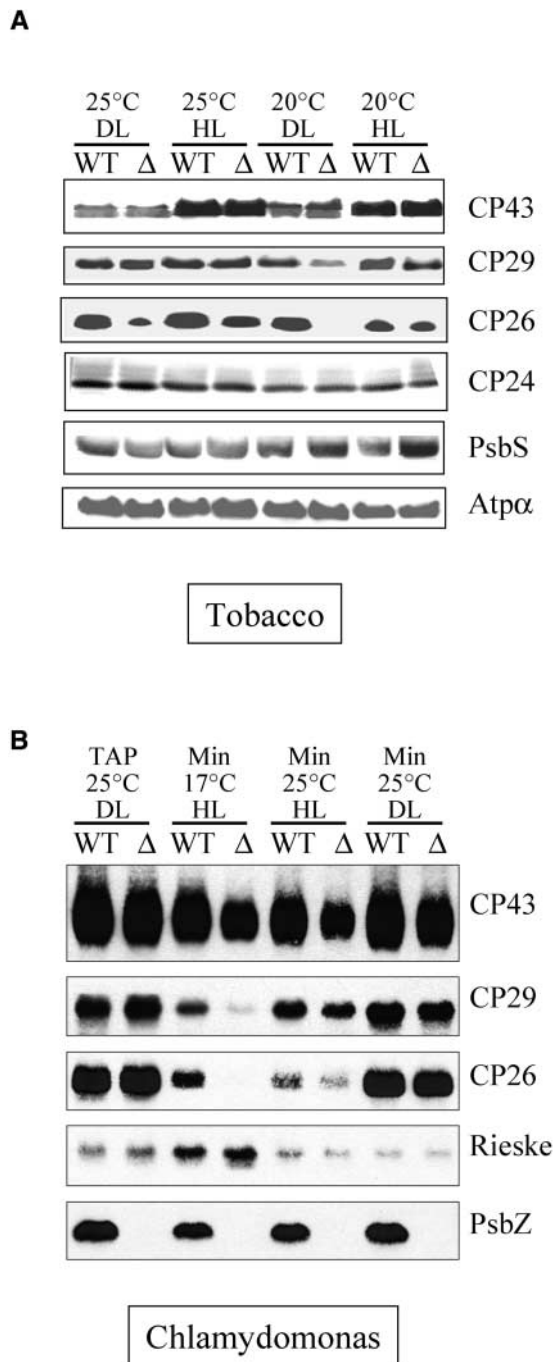 A
25°C 25°C 20°C 20°C
DL HL DL HL
WT Δ WT Δ WT Δ WT Δ
CP43
CP29
CP26
CP24
PsbS
Atpα
Tobacco
B
TAP Min Min Min
25°C 17°C 25°C 25°C
DL HL HL DL
WT Δ WT Δ WT Δ WT Δ
CP43
CP29
CP26
Rieske
PsbZ
Chlamydomonas